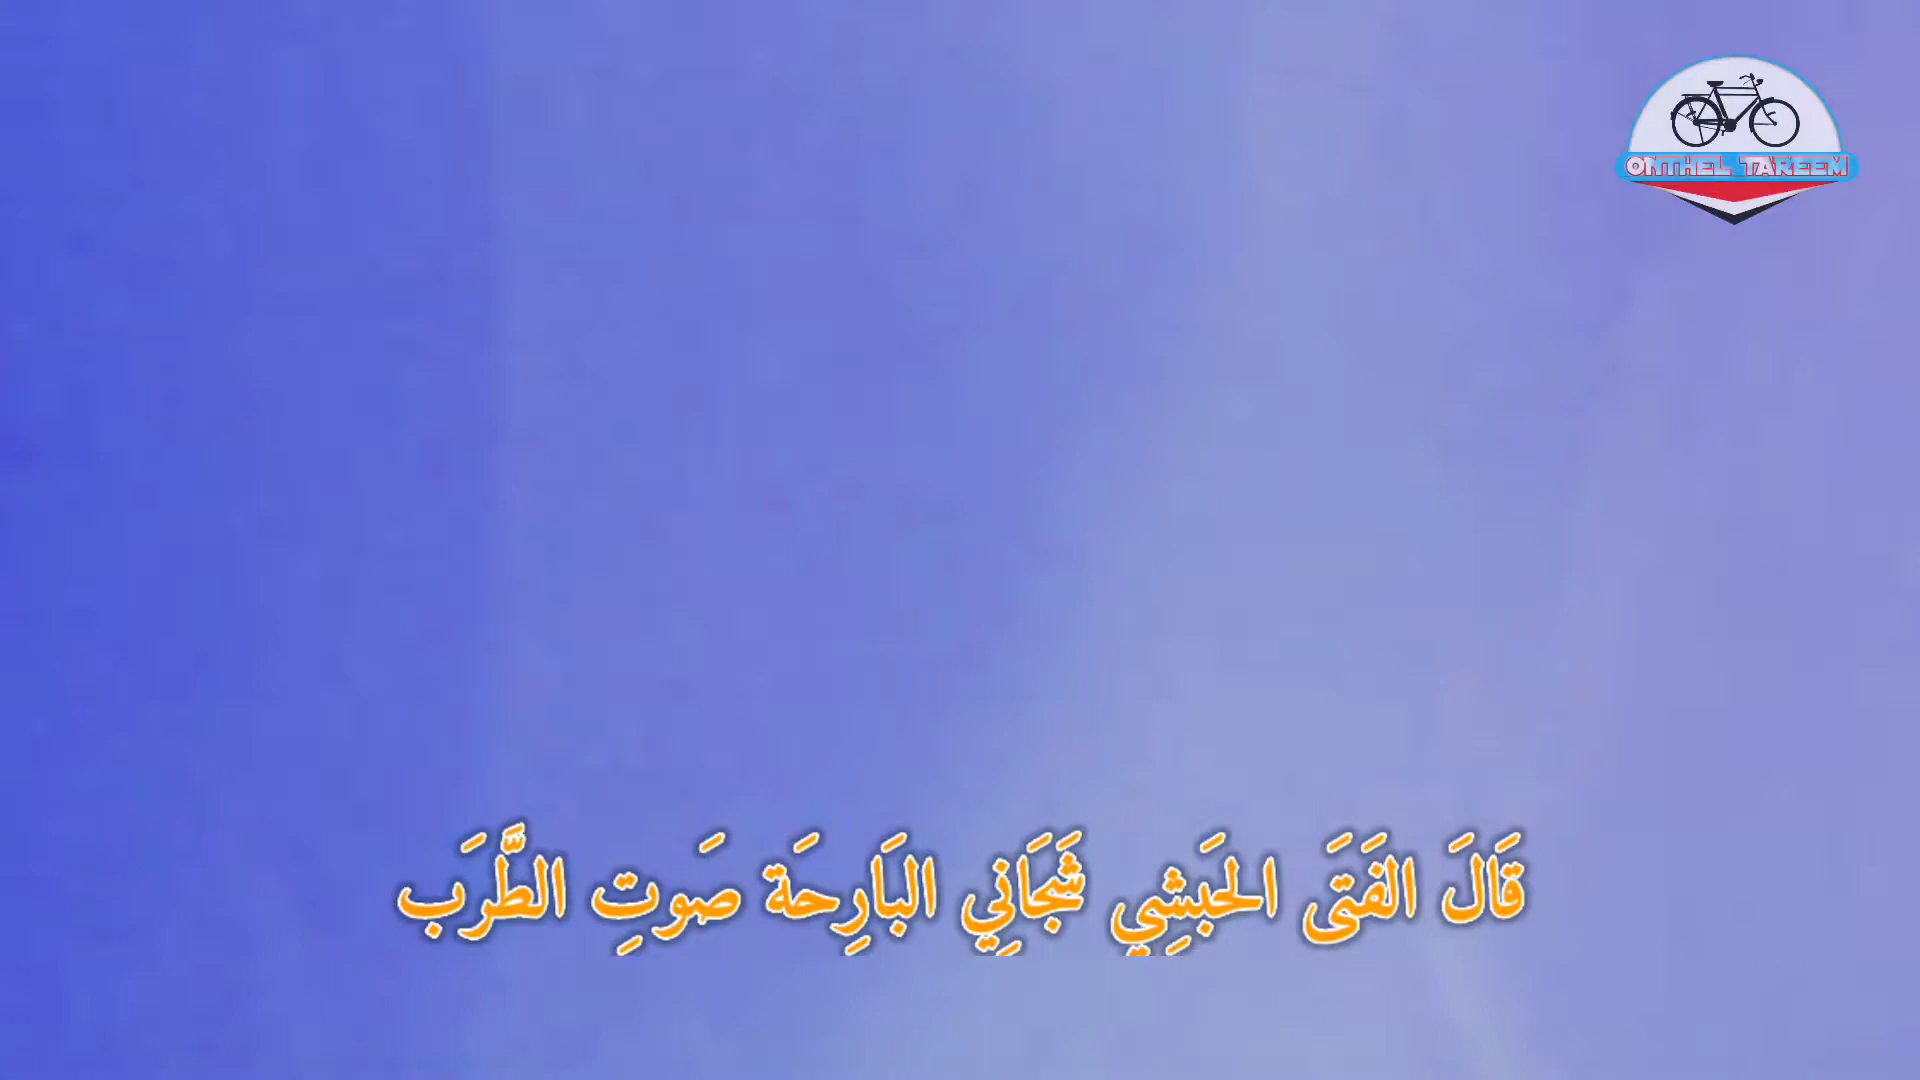 ONTHEL TAREEM
قَالَ الفَتَى الحَبَشِي شَجَانِي البَارِحَة صَوتِ الطَّرَب